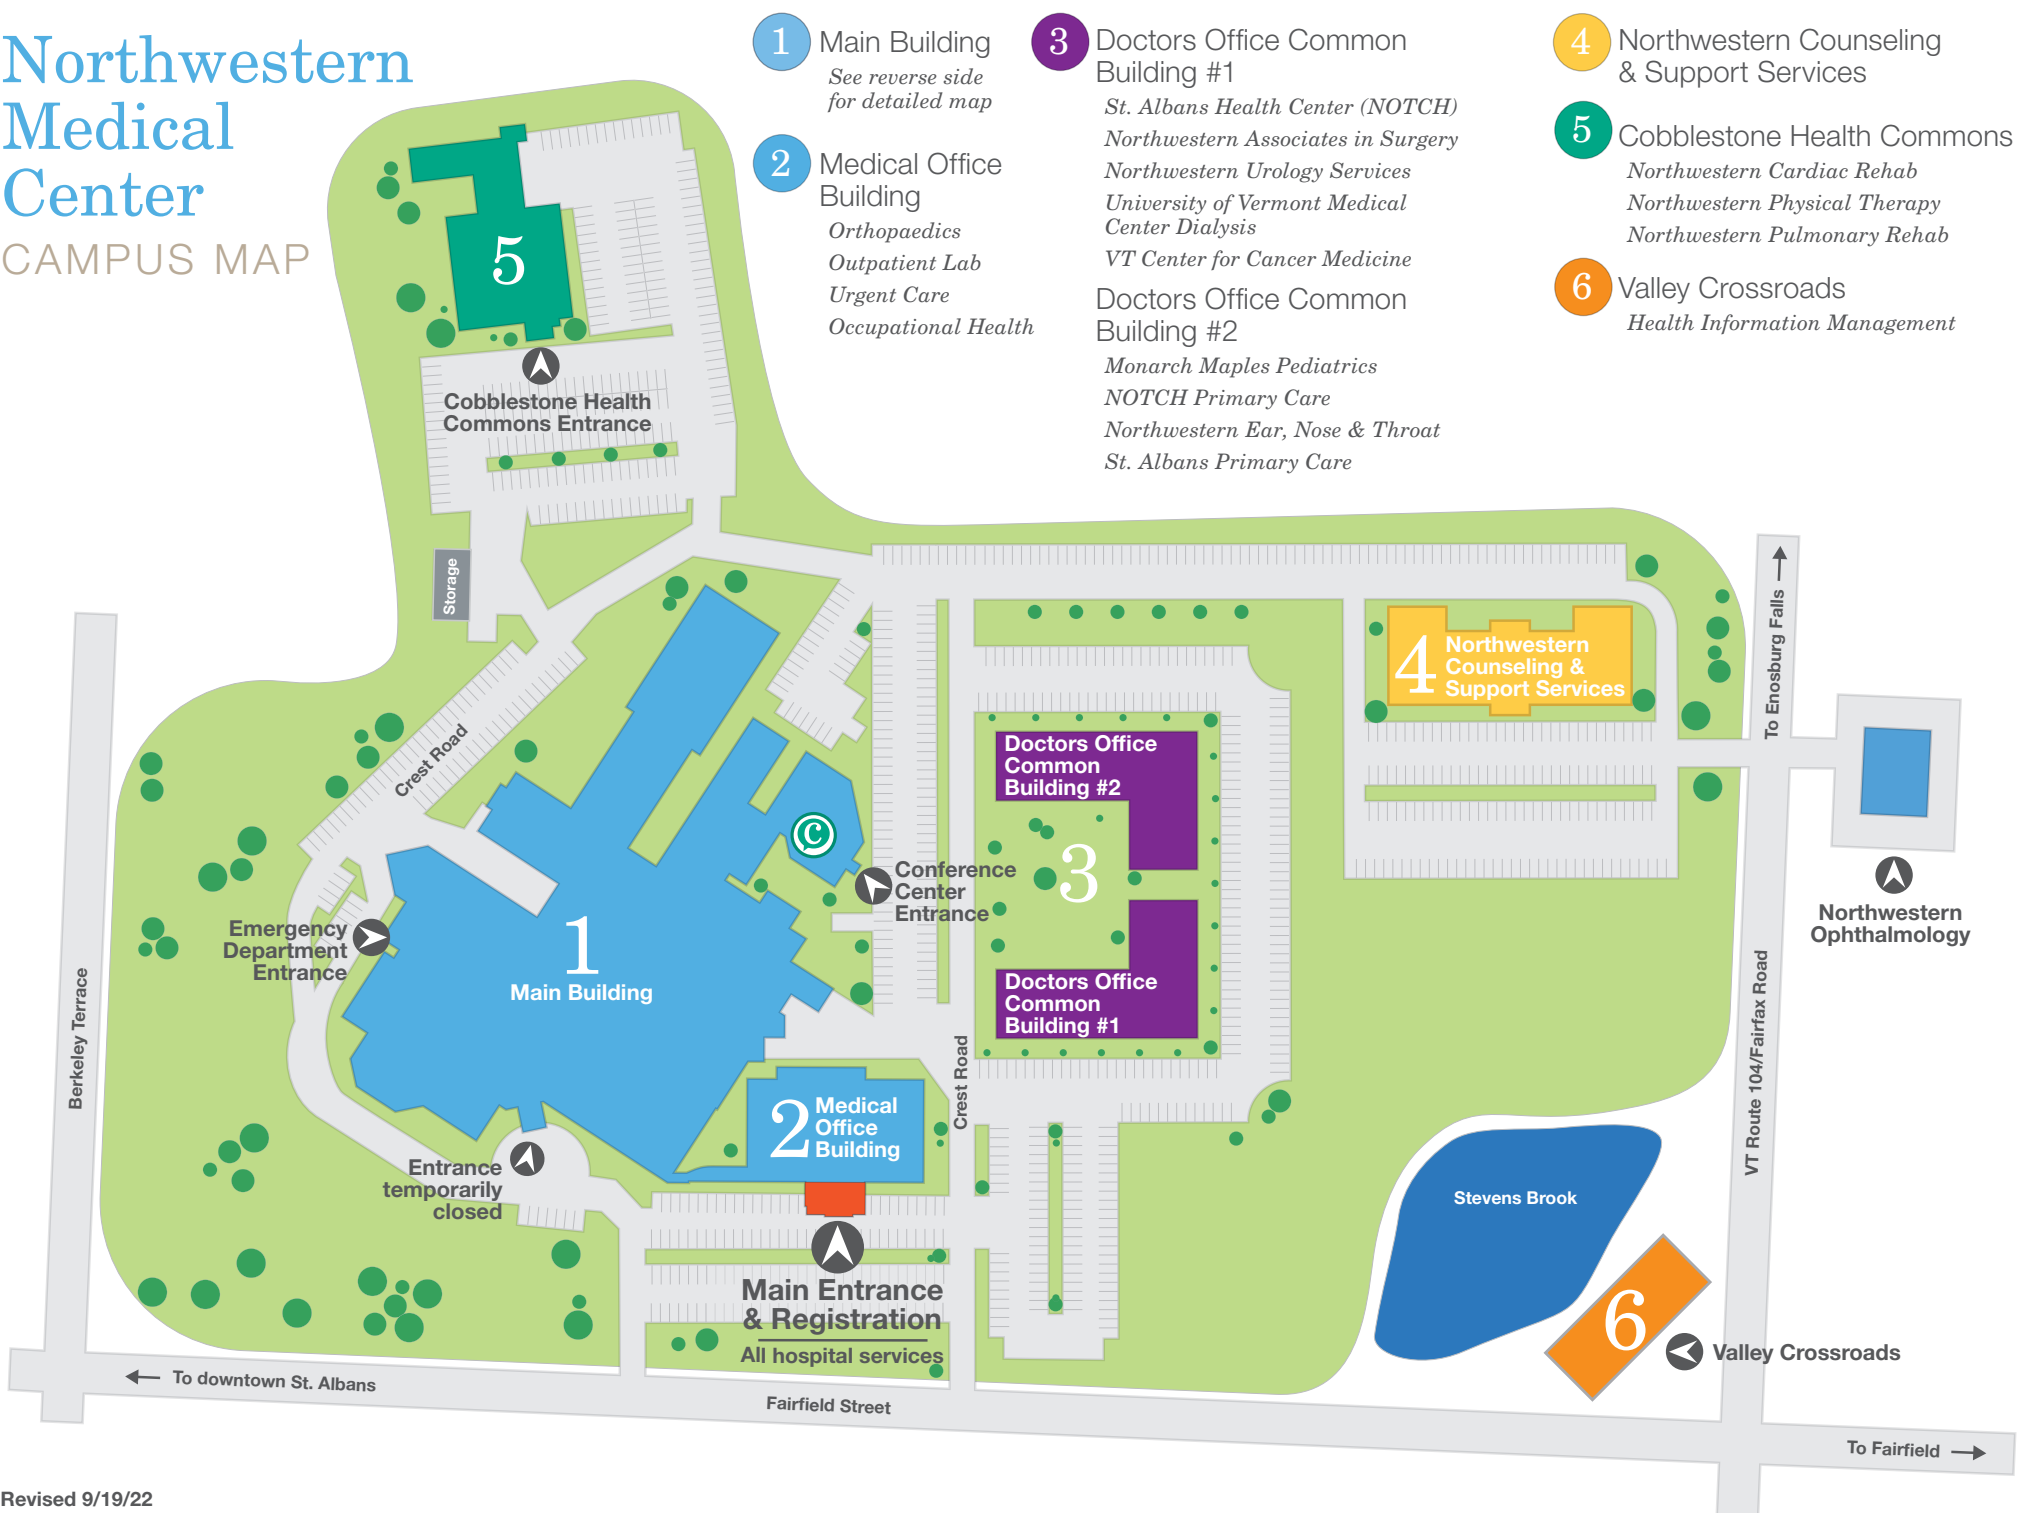 Northwestern
Medical
Center
CAMPUS MAP
1
Main Building
See reverse side
for detailed map
2
Medical Office
Building
Orthopaedics
Outpatient Lab
Urgent Care
Occupational Health
3
Doctors Office Common
Building #1
St. Albans Health Center (NOTCH)
Northwestern Associates in Surgery
Northwestern Urology Services
University of Vermont Medical
Center Dialysis
VT Center for Cancer Medicine
Doctors Office Common
Building #2
Monarch Maples Pediatrics
NOTCH Primary Care
Northwestern Ear, Nose & Throat
St. Albans Primary Care
4
Northwestern Counseling
& Support Services
5
Cobblestone Health Commons
Northwestern Cardiac Rehab
Northwestern Physical Therapy
Northwestern Pulmonary Rehab
6
Valley Crossroads
Health Information Management
5
Cobblestone Health
Commons Entrance
Storage
Crest Road
4
Northwestern
Counseling &
Support Services
To Enosburg Falls
Doctors Office
Common
Building #2
3
Doctors Office
Common
Building #1
C
Conference
Center
Entrance
Emergency
Department
Entrance
1
Main Building
Northwestern
Ophthalmology
Berkeley Terrace
Crest Road
VT Route 104/Fairfax Road
2
Medical
Office
Building
Entrance
temporarily
closed
Stevens Brook
Main Entrance
& Registration
All hospital services
6
Valley Crossroads
To downtown St. Albans
Fairfield Street
To Fairfield
Revised 9/19/22